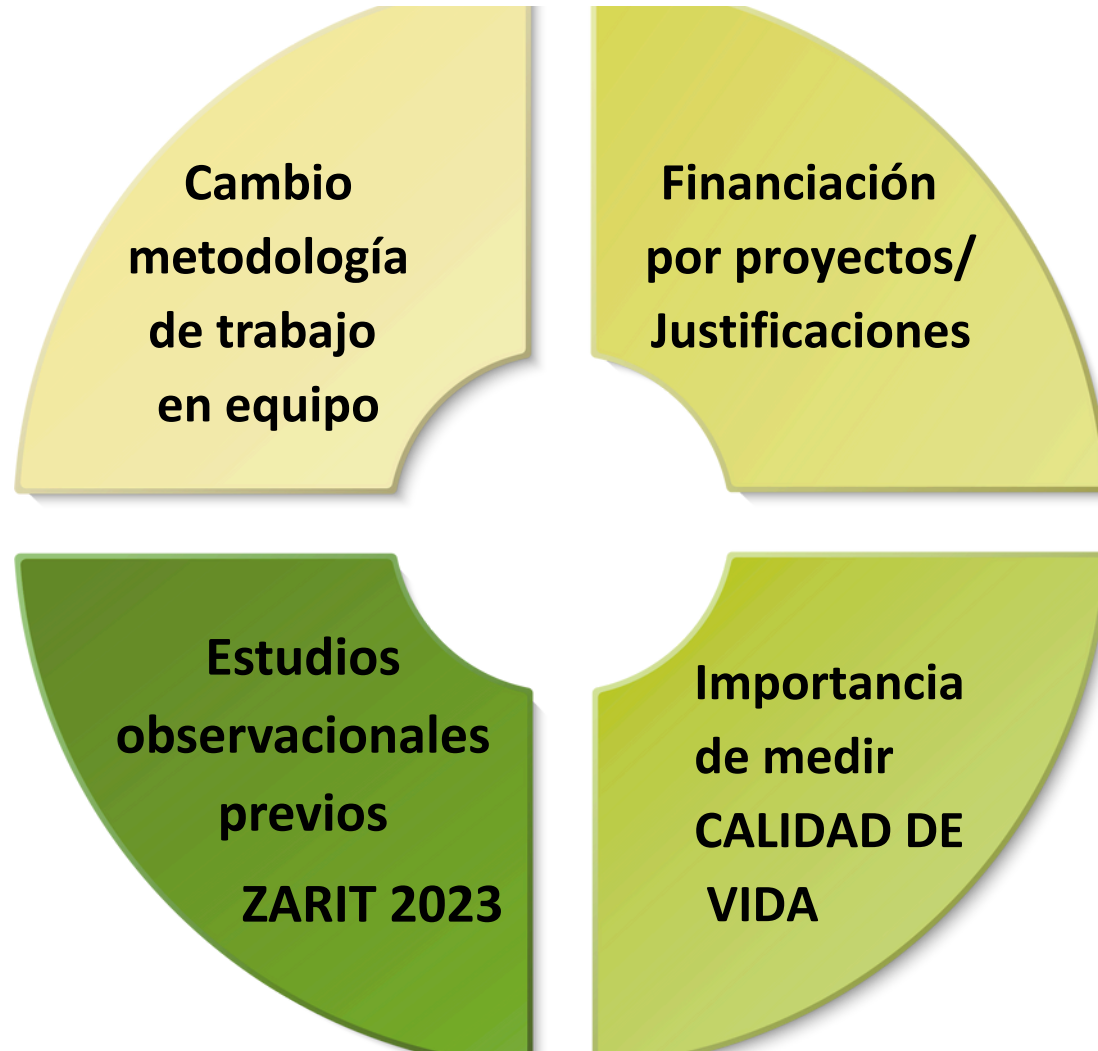 Cambio
metodología
de trabajo
en equipo
Financiación
por proyectos/
Justificaciones
Estudios
observacionales
previos
ZARIT 2023
Importancia
de medir
CALIDAD DE
VIDA